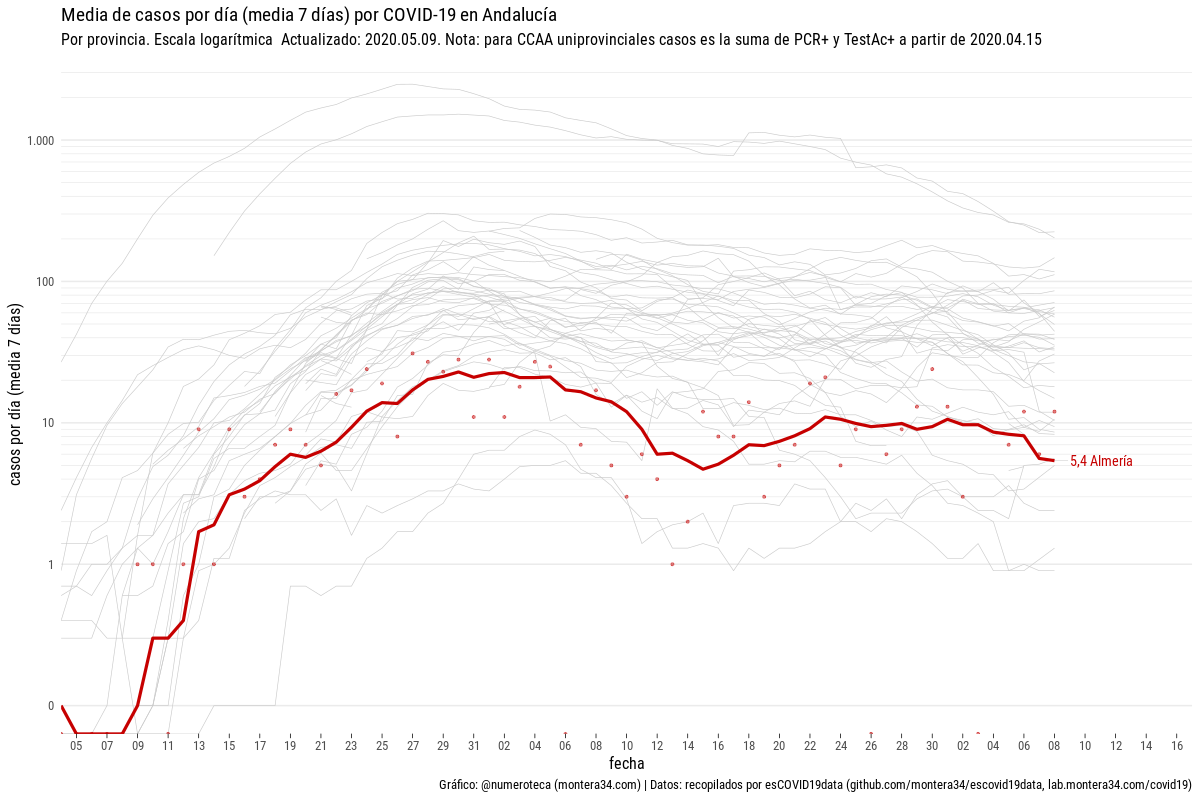 Media de casos por día (media 7 días) por COVID-19 en Andalucía
Por provincia. Escala logarítmica  Actualizado: 2020.05.09. Nota: para CCAA uniprovinciales casos es la suma de PCR+ y TestAc+ a partir de 2020.04.15
casos por día (media 7 días)
1.000
100
10
1
0
5,4 Almería
05 07 09 11 13 15 17 19 21 23 25 27 29 31 02 04 06 08 10 12 14 16 18 20 22 24 26 28 30 02 04 06 08 10 12 14 16
fecha
Gráfico: @numeroteca (montera34.com) | Datos: recopilados por esCOVID19data (github.com/montera34/escovid19data, lab.montera34.com/covid19)